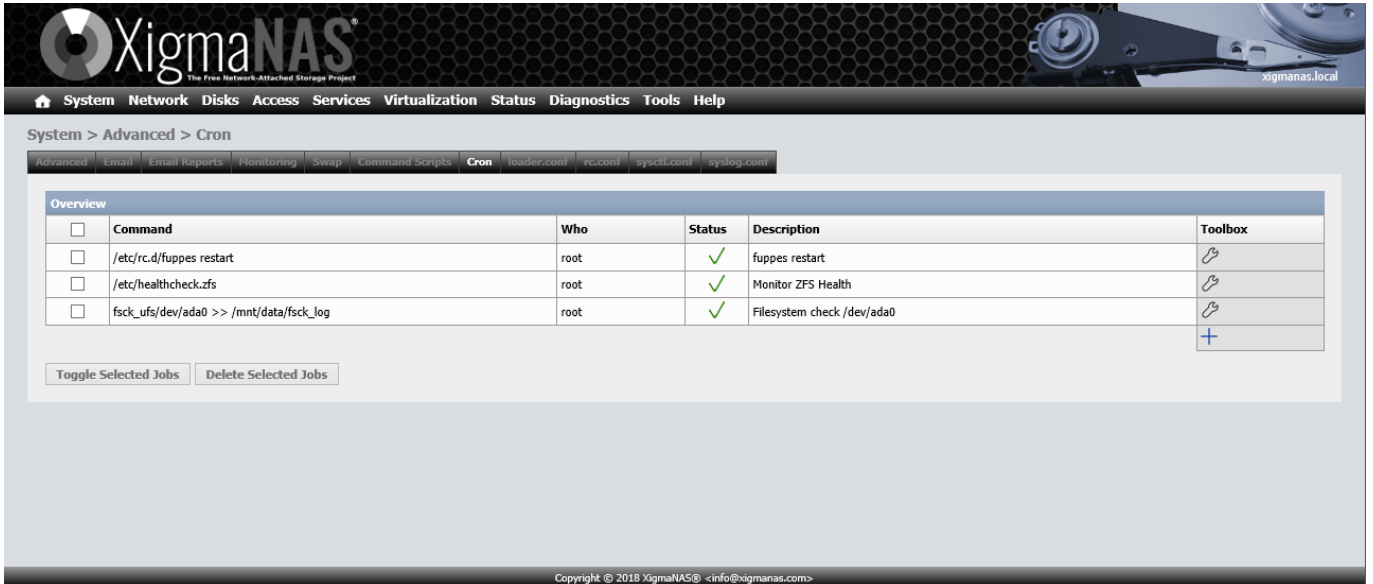 XigmaNAS®
The Free Network-Attached Storage Project
xigmanas.local
System Network Disks Access Services Virtualization Status Diagnostics Tools Help
System > Advanced > Cron
Advanced Email Email Reports Monitoring Swap Command Scripts Cron loader.conf rc.conf sysctl.conf syslog.conf
Overview
Command Who Status Description Toolbox
/etc/rc.d/fuppes restart root fuppes restart
/etc/healthcheck.zfs root Monitor ZFS Health
fsck_ufs/dev/ada0 >> /mnt/data/fsck_log root Filesystem check /dev/ada0
Toggle Selected Jobs Delete Selected Jobs
Copyright © 2018 XigmaNAS® <info@xigmanas.com>